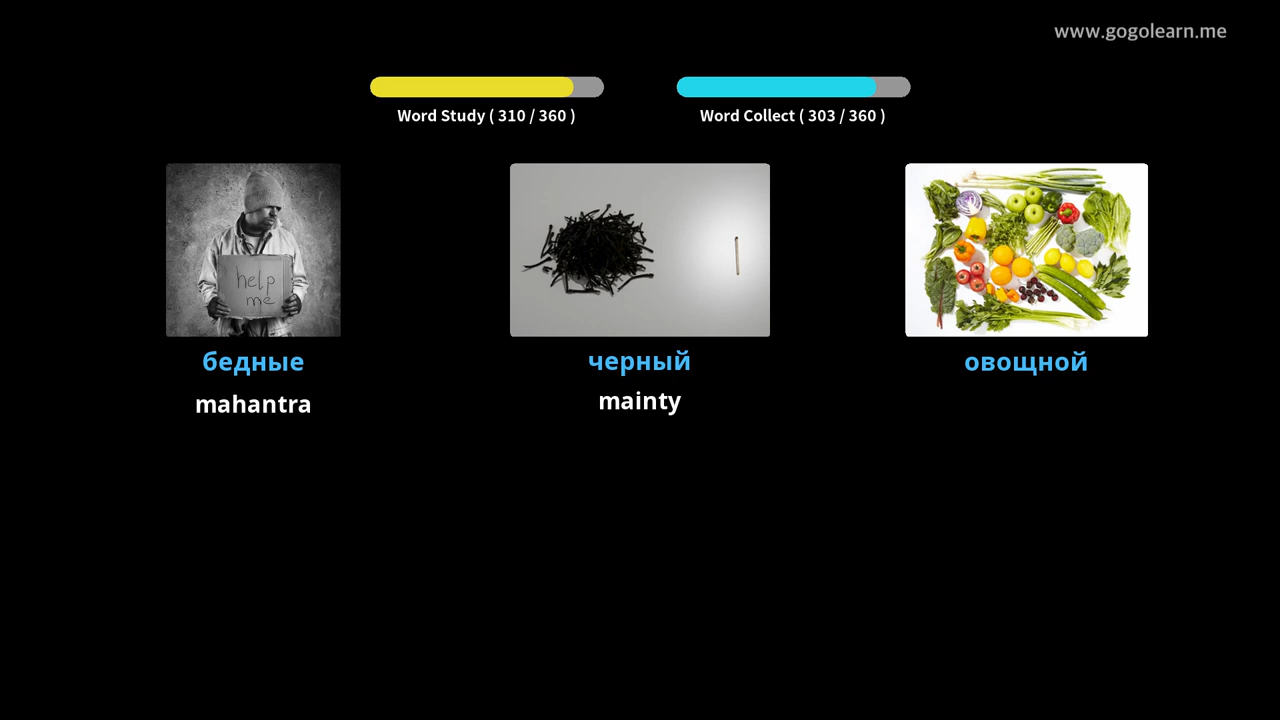 www.gogolearn.me
Word Study ( 310 / 360 )
Word Collect ( 303 / 360 )
help
me
бедные
черный
овощной
mahantra
mainty